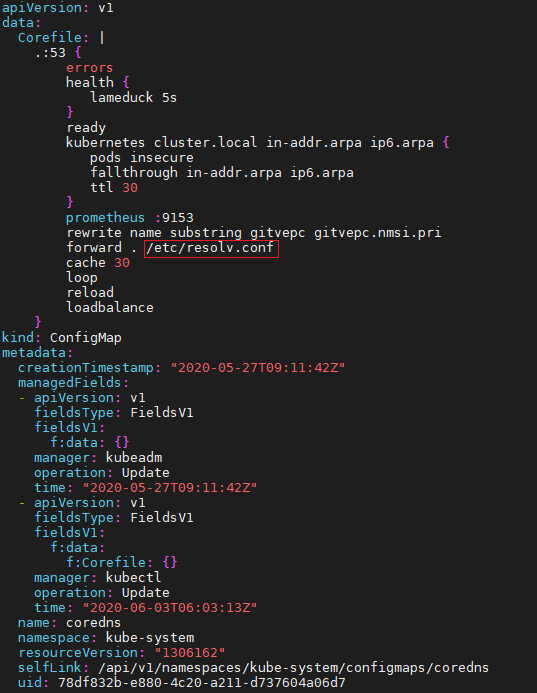 apiVersion: v1
data:
  Corefile: |
    .:53 {
        errors
        health {
           lameduck 5s
        }
        ready
        kubernetes cluster.local in-addr.arpa ip6.arpa {
           pods insecure
           fallthrough in-addr.arpa ip6.arpa
           ttl 30
        }
        prometheus :9153
        rewrite name substring gitvepc gitvepc.nmsi.pri
        forward . /etc/resolv.conf
        cache 30
        loop
        reload
        loadbalance
    }
kind: ConfigMap
metadata:
  creationTimestamp: "2020-05-27T09:11:42Z"
  managedFields:
  - apiVersion: v1
    fieldsType: FieldsV1
    fieldsV1:
      f:data: {}
    manager: kubeadm
    operation: Update
    time: "2020-05-27T09:11:42Z"
  - apiVersion: v1
    fieldsType: FieldsV1
    fieldsV1:
      f:data:
        f:Corefile: {}
    manager: kubectl
    operation: Update
    time: "2020-06-03T06:03:13Z"
  name: coredns
  namespace: kube-system
  resourceVersion: "1306162"
  selfLink: /api/v1/namespaces/kube-system/configmaps/coredns
  uid: 78df832b-e880-4c20-a211-d737604a06d7